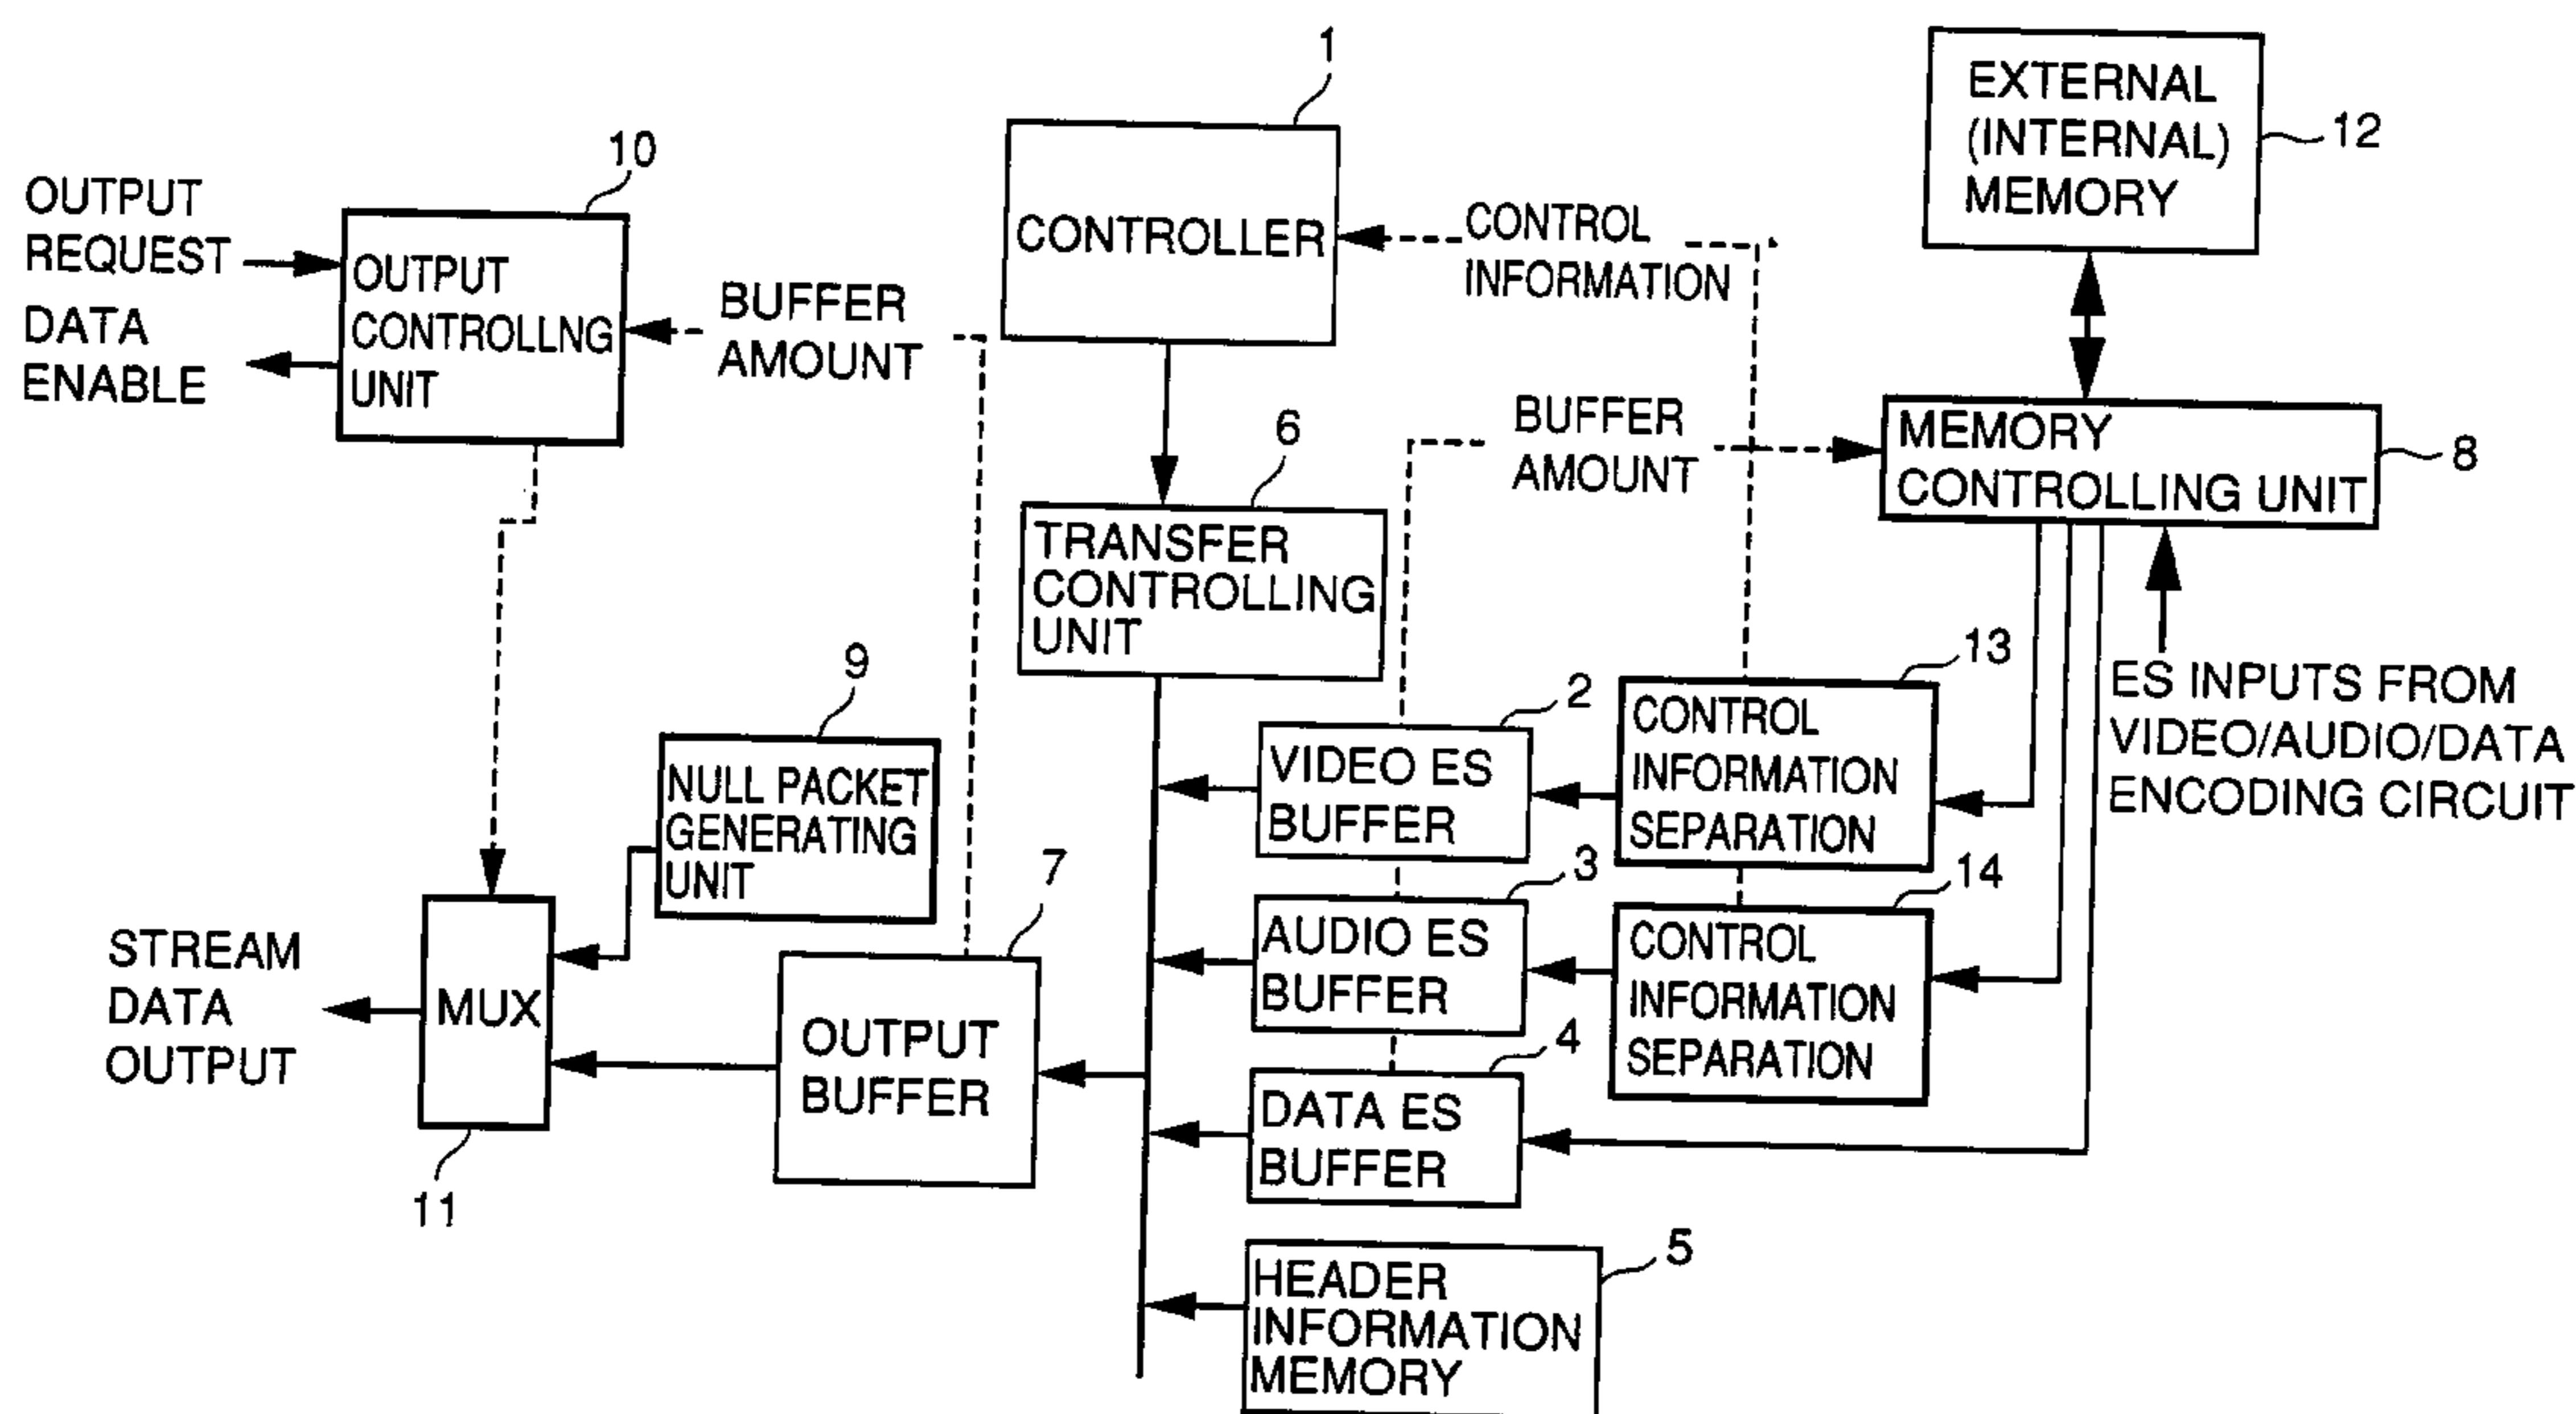 1
EXTERNAL
(INTERNAL)
MEMORY
12
10
OUTPUT
REQUEST
DATA
ENABLE
OUTPUT
CONTROLLNG
UNIT
BUFFER
AMOUNT
CONTROLLER
CONTROL
INFORMATION
BUFFER
AMOUNT
MEMORY
CONTROLLING UNIT
8
6
TRANSFER
CONTROLLING
UNIT
ES INPUTS FROM
VIDEO/AUDIO/DATA
ENCODING CIRCUIT
9
NULL PACKET
GENERATING
UNIT
2
VIDEO ES
BUFFER
13
CONTROL
INFORMATION
SEPARATION
3
AUDIO ES
BUFFER
14
CONTROL
INFORMATION
SEPARATION
7
OUTPUT
BUFFER
STREAM
DATA
OUTPUT
MUX
11
4
DATA ES
BUFFER
5
HEADER
INFORMATION
MEMORY